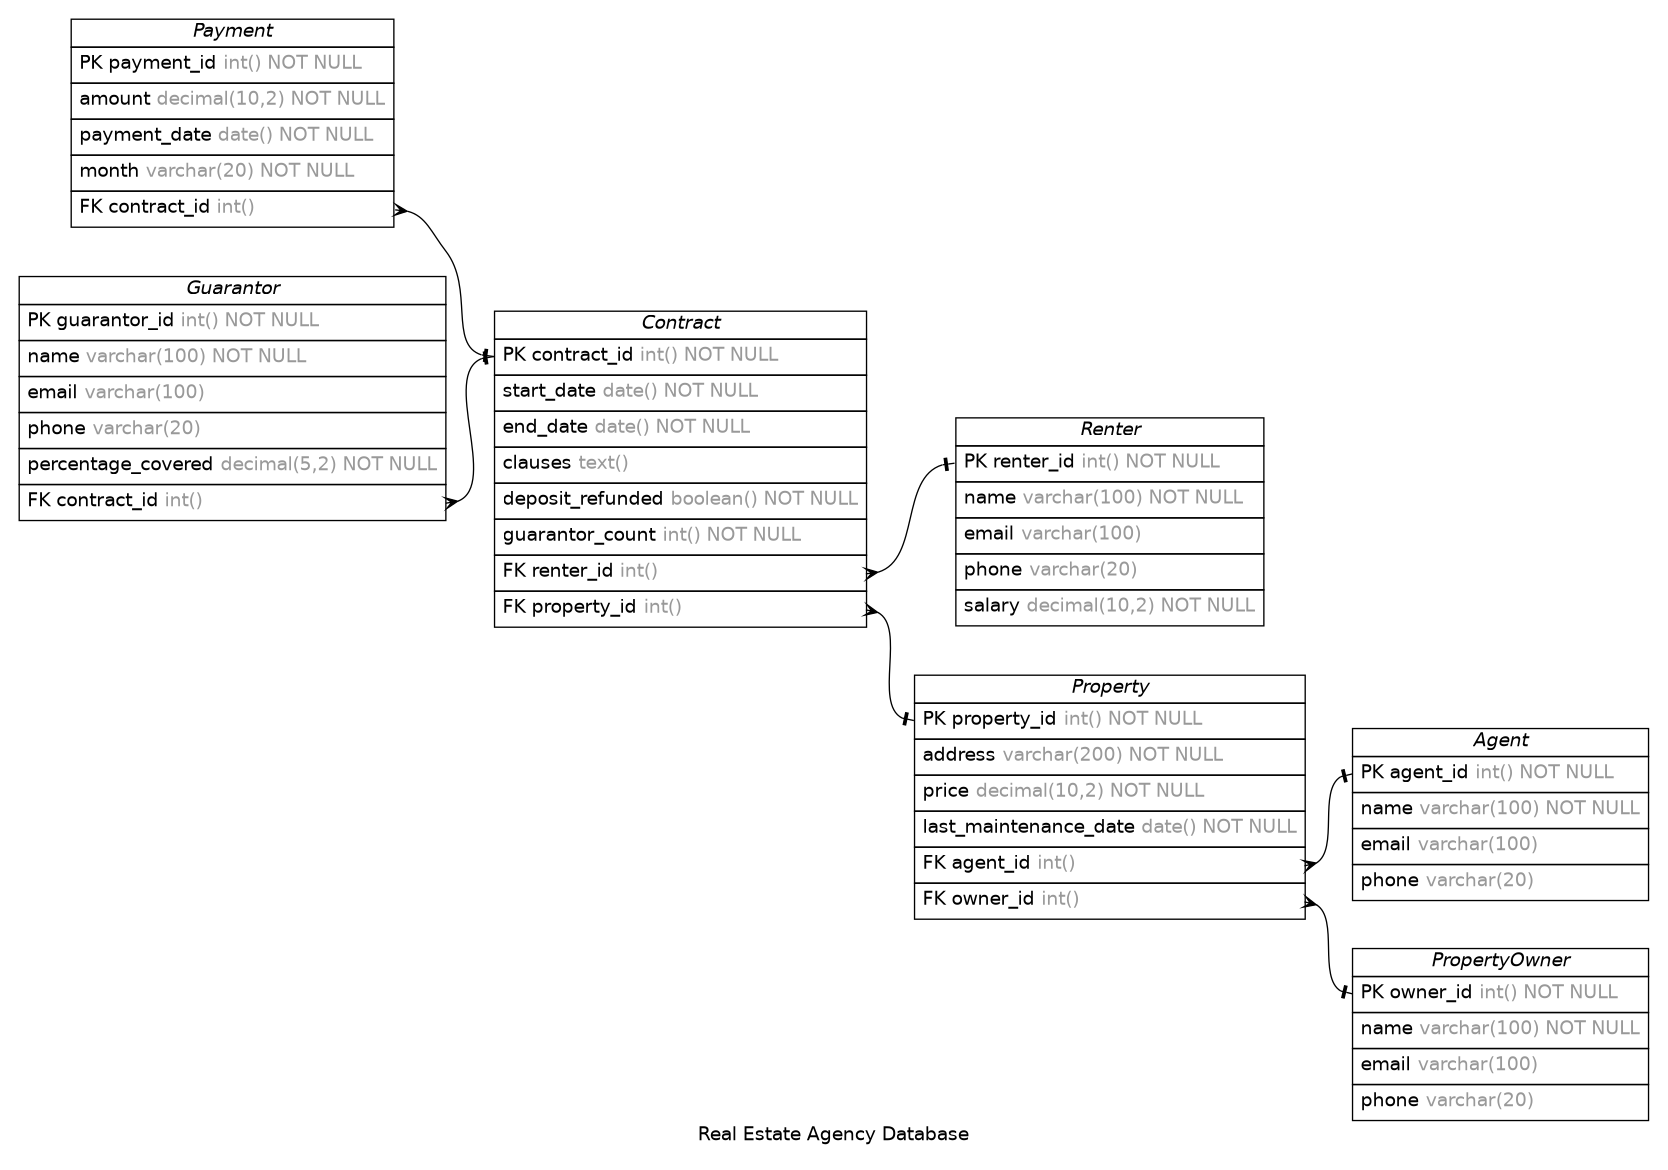 Payment
PK payment_id int() NOT NULL
amount decimal(10,2) NOT NULL
payment_date date() NOT NULL
month varchar(20) NOT NULL
FK contract_id int()
Guarantor
PK guarantor_id int() NOT NULL
name varchar(100) NOT NULL
email varchar(100)
phone varchar(20)
percentage_covered decimal(5,2) NOT NULL
FK contract_id int()
Contract
PK contract_id int() NOT NULL
start_date date() NOT NULL
end_date date() NOT NULL
clauses text()
deposit_refunded boolean() NOT NULL
guarantor_count int() NOT NULL
FK renter_id int()
FK property_id int()
Renter
PK renter_id int() NOT NULL
name varchar(100) NOT NULL
email varchar(100)
phone varchar(20)
salary decimal(10,2) NOT NULL
Property
PK property_id int() NOT NULL
address varchar(200) NOT NULL
price decimal(10,2) NOT NULL
last_maintenance_date date() NOT NULL
FK agent_id int()
FK owner_id int()
Agent
PK agent_id int() NOT NULL
name varchar(100) NOT NULL
email varchar(100)
phone varchar(20)
PropertyOwner
PK owner_id int() NOT NULL
name varchar(100) NOT NULL
email varchar(100)
phone varchar(20)
Real Estate Agency Database